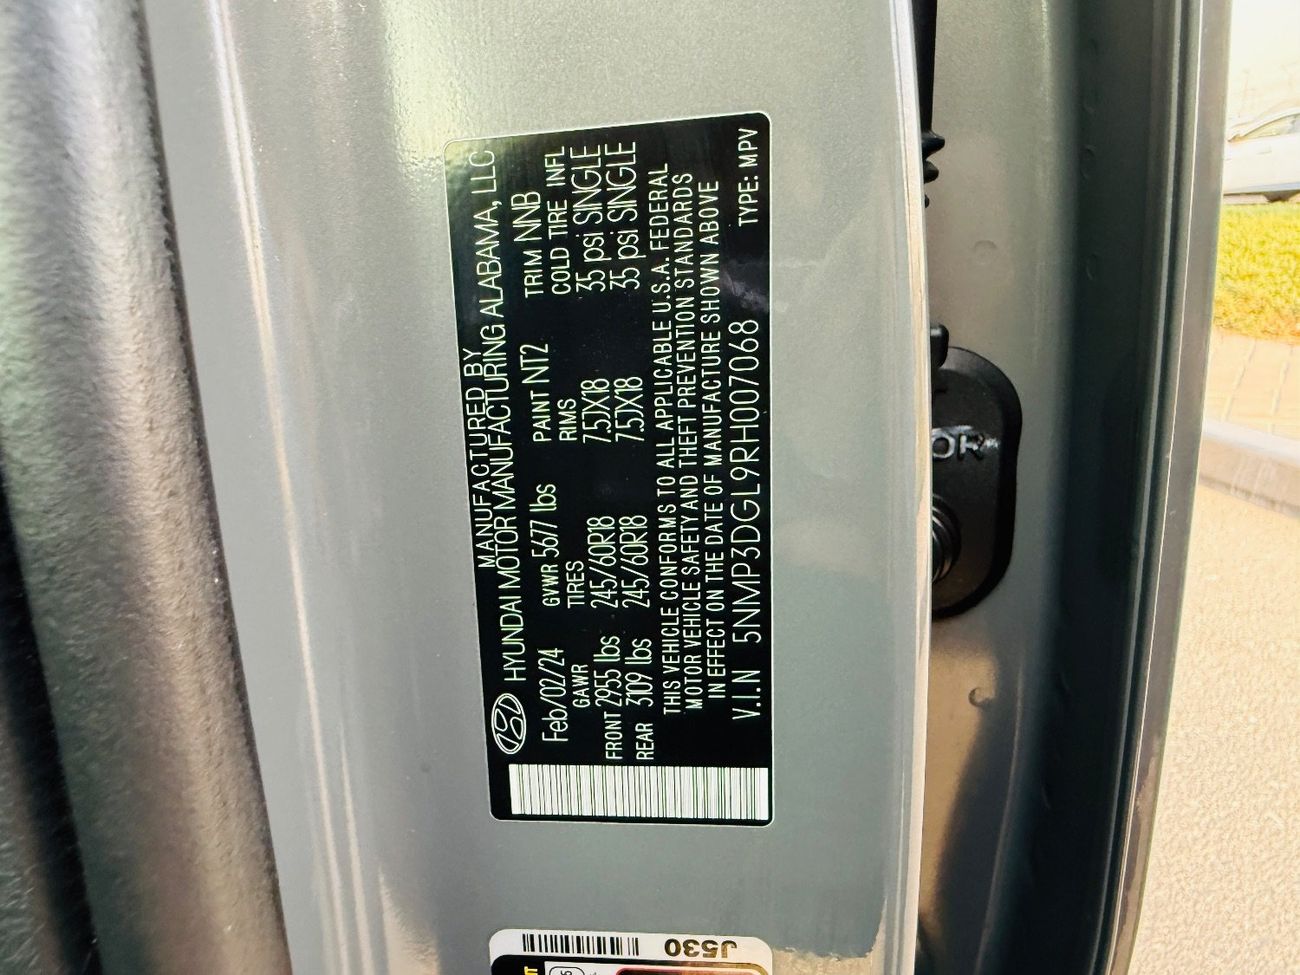 MANUFACTURED BY
HYUNDAI MOTOR MANUFACTURING ALABAMA, LLC
Feb/02/24 GVWR 5677 lbs PAINT NT2 TRIM NNB
GAWR TIRES RIMS COLD TIRE INFL
FRONT 2955 lbs 245/60R18 7.5JX18 35 psi SINGLE
REAR 3109 lbs 245/60R18 7.5JX18 35 psi SINGLE
THIS VEHICLE CONFORMS TO ALL APPLICABLE U.S.A. FEDERAL
MOTOR VEHICLE SAFETY AND THEFT PREVENTION STANDARDS
IN EFFECT ON THE DATE OF MANUFACTURE SHOWN ABOVE
V.I.N 5NMP3DGL9RH007068 TYPE: MPV
J530